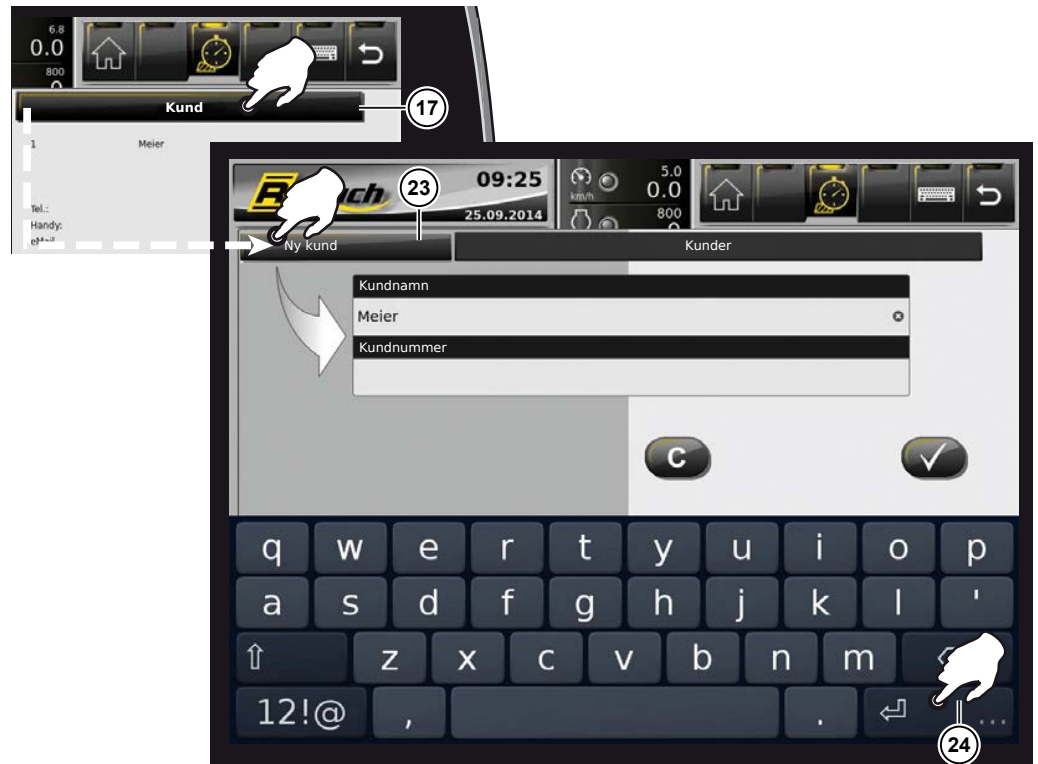 6.8
0.0
800
Kund
17
1 Meier
Tel.:
Handy:
eMail
09:25
25.09.2014
km/h
5.0
0.0
800
23
Ny kund
Kunder
Kundnamn
Meier
Kundnummer
C
q w e r t y u i o p
a s d f g h j k l '
z x c v b n m
12!@ , . ...
24